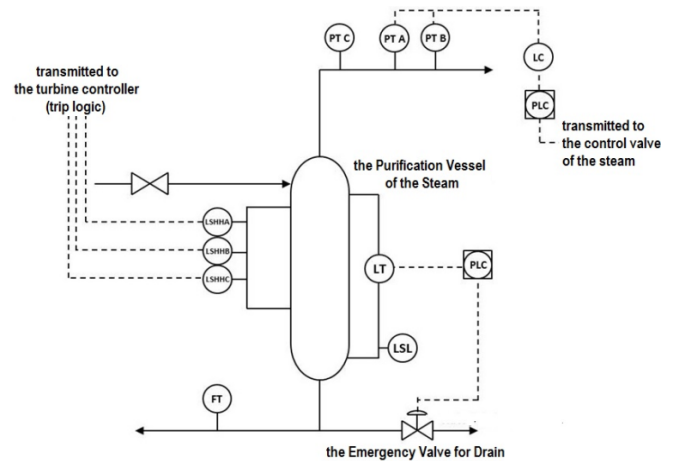 PT C
PT A
PT B
LC
PLC
transmitted to
the control valve
of the steam
transmitted to
the turbine controller
(trip logic)
the Purification Vessel
of the Steam
LSHHA
LSHHB
LSHHC
LT
PLC
LSL
FT
the Emergency Valve for Drain